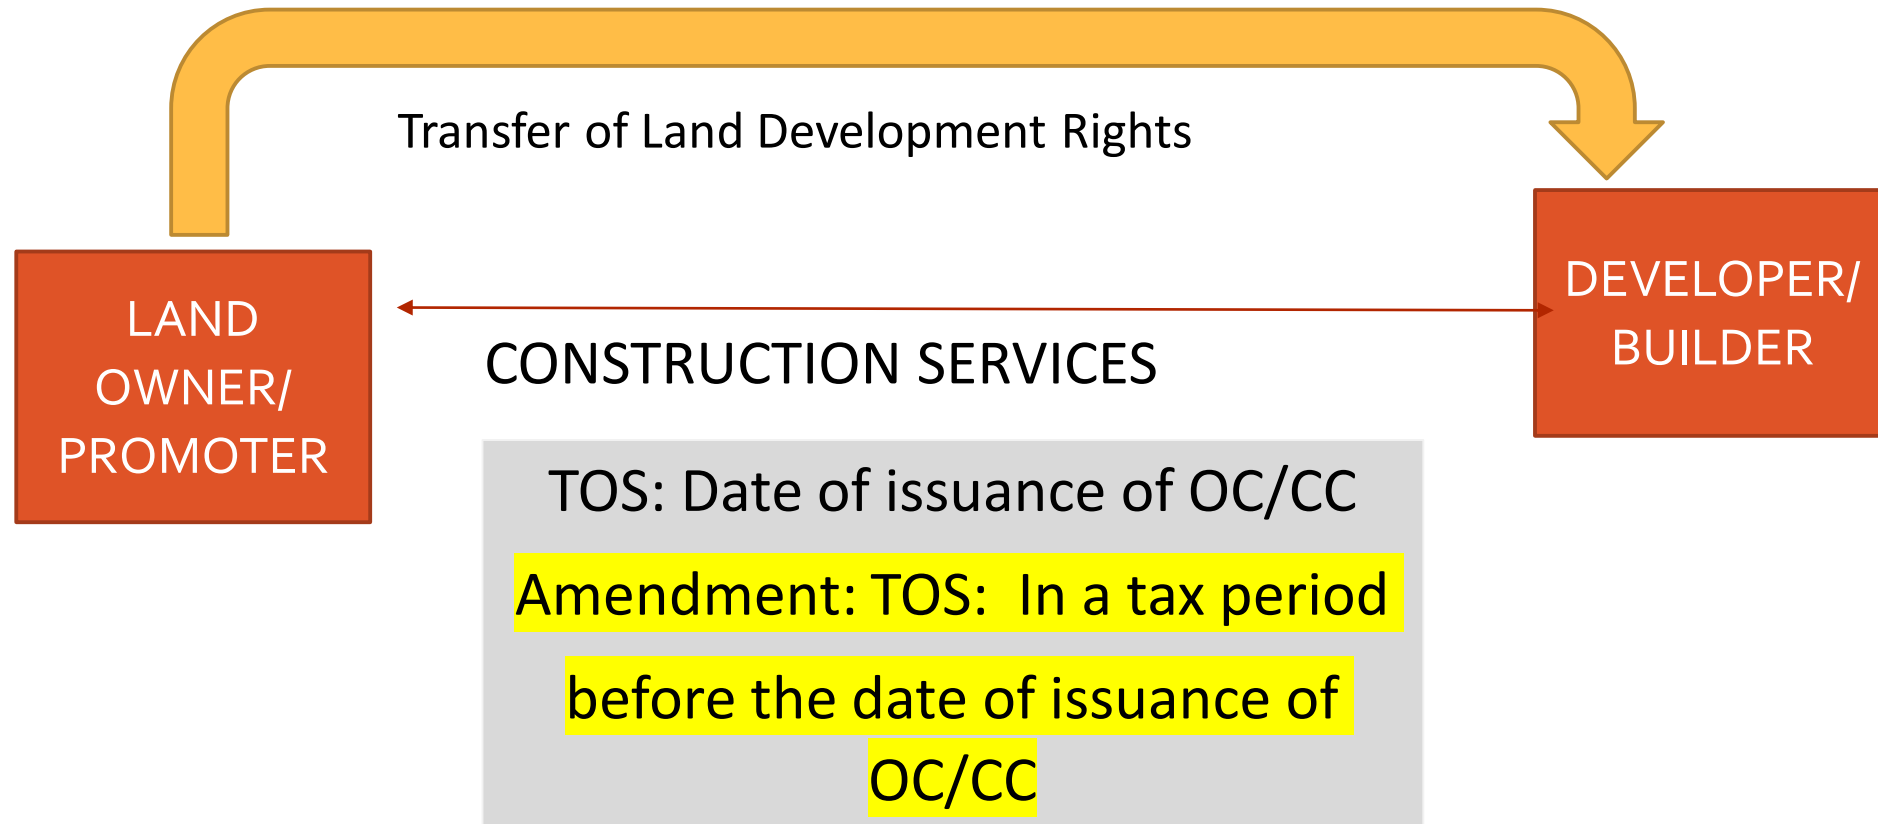 Transfer of Land Development Rights
LAND
OWNER/
PROMOTER
DEVELOPER/
BUILDER
CONSTRUCTION SERVICES
TOS: Date of issuance of OC/CC
Amendment: TOS:  In a tax period
before the date of issuance of
OC/CC